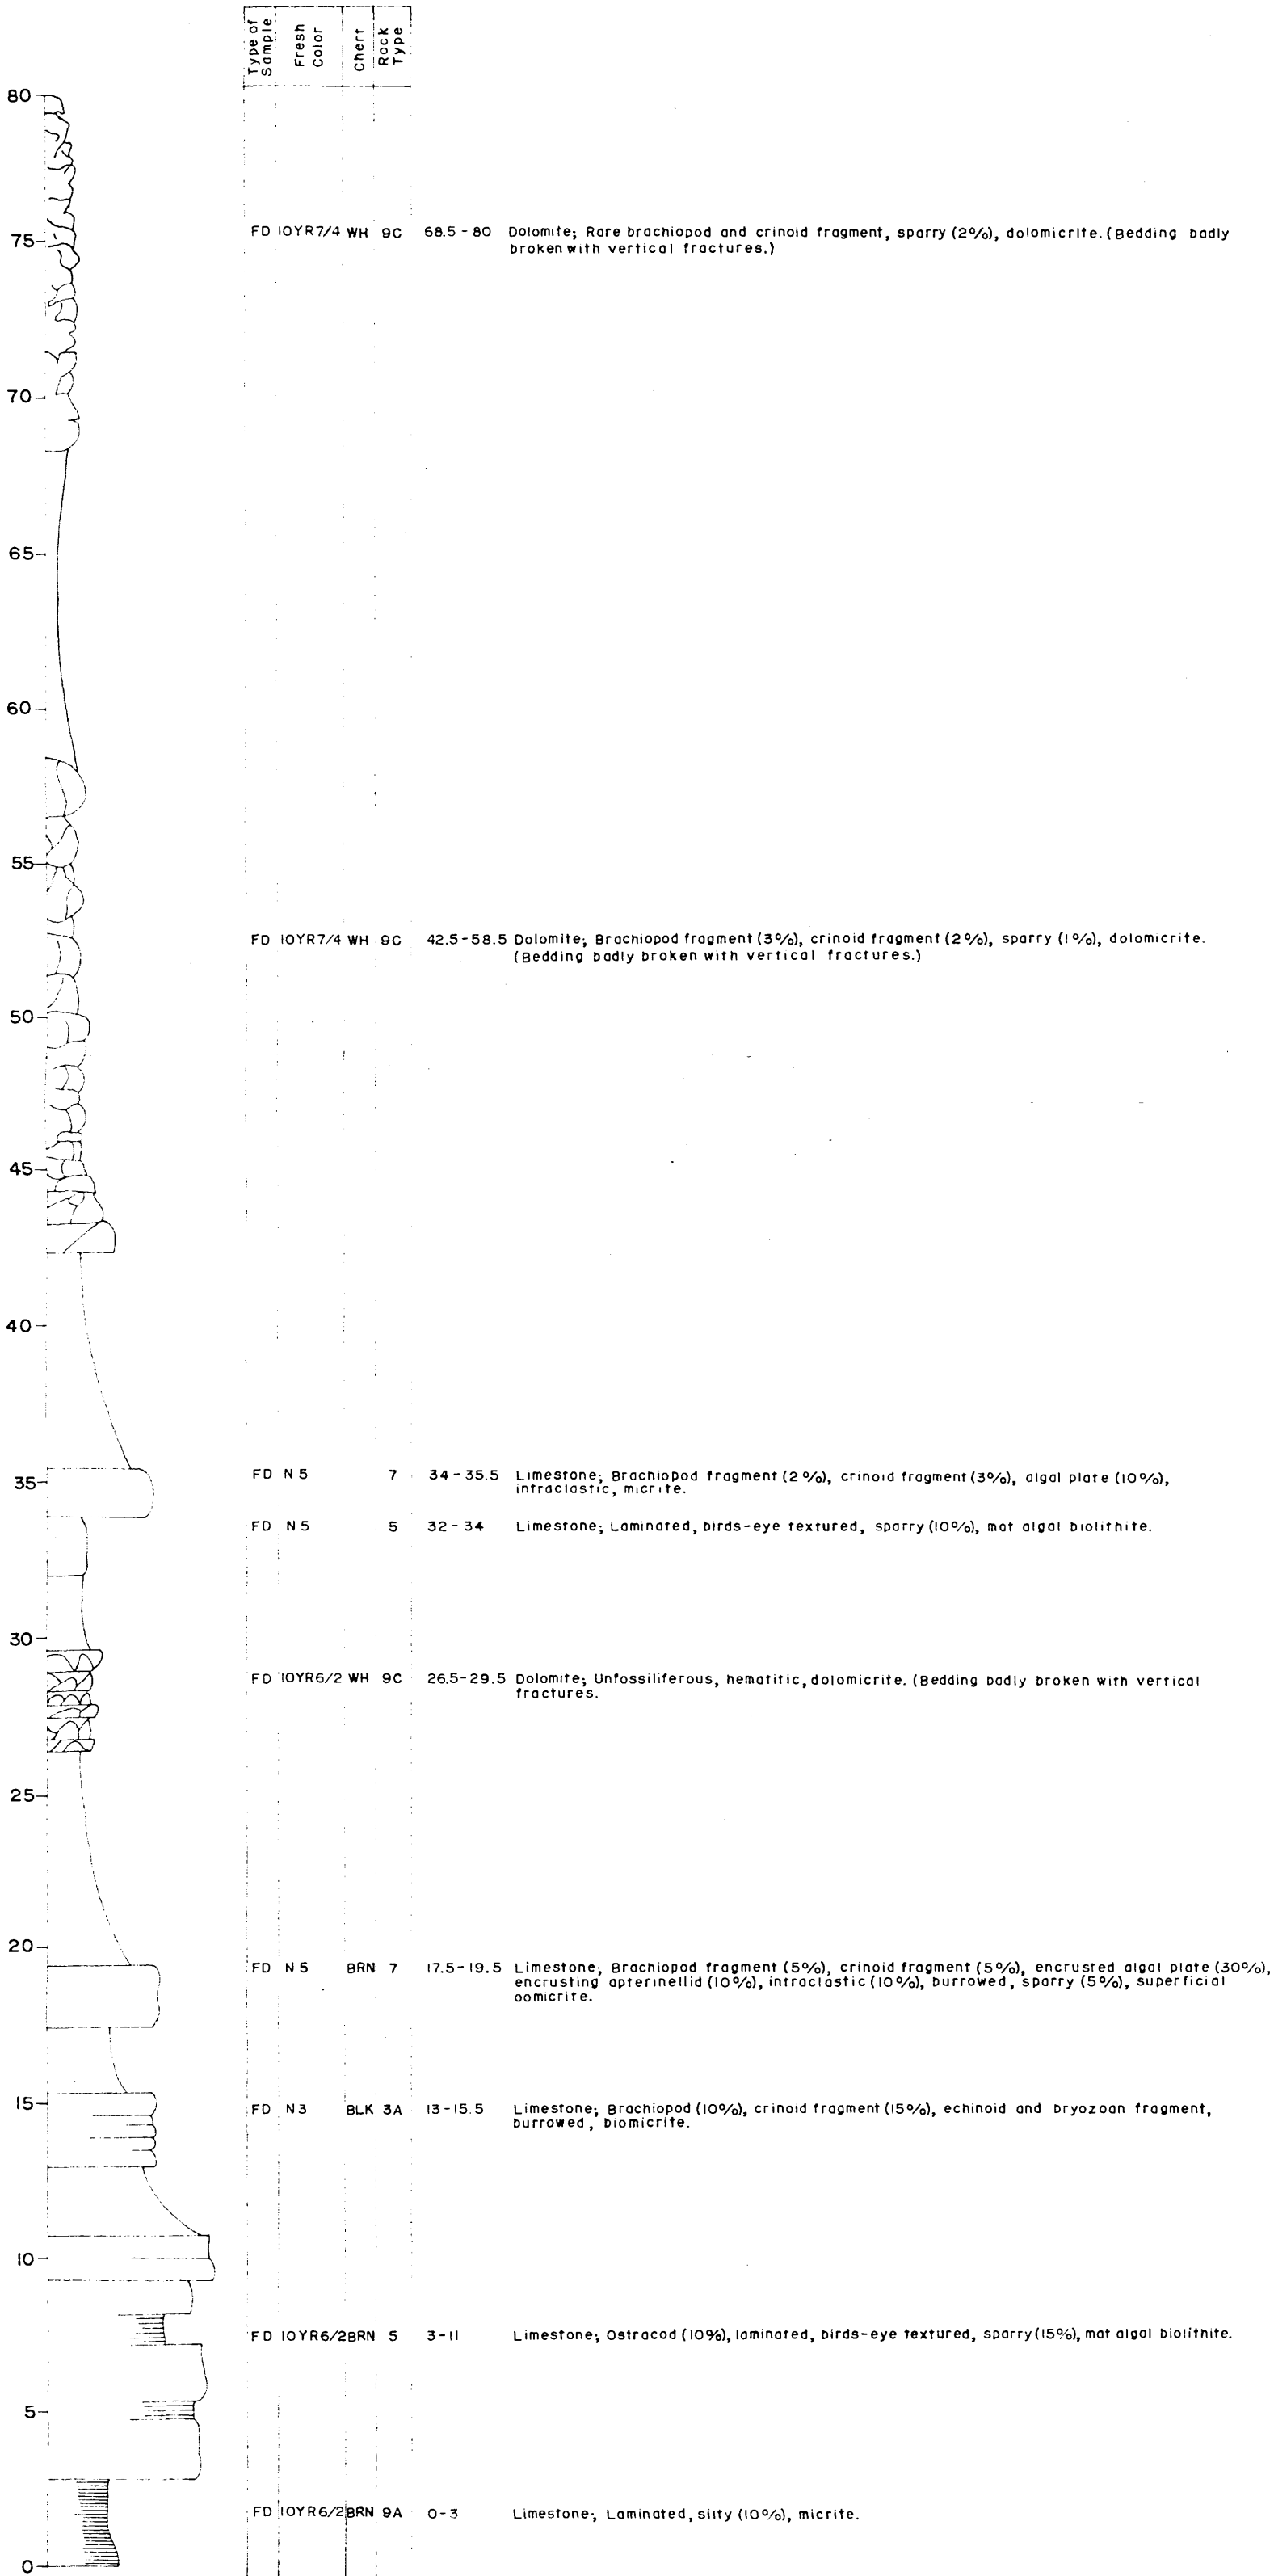 Type of Sample
Fresh Color
Chert
Rock Type
80
FD 10YR7/4 WH 9C 68.5-80 Dolomite; Rare brachiopod and crinoid fragment, sparry (2%), dolomicrite. (Bedding badly
broken with vertical fractures.)
75
70
65
60
55
FD 10YR7/4 WH 9C 42.5-58.5 Dolomite; Brachiopod fragment (3%), crinoid fragment (2%), sparry (1%), dolomicrite.
(Bedding badly broken with vertical fractures.)
50
45
40
35
FD N5 7 34-35.5 Limestone; Brachiopod fragment (2%), crinoid fragment (3%), algal plate (10%),
intraclastic, micrite.
FD N5 5 32-34 Limestone; Laminated, birds-eye textured, sparry (10%), mat algal biolithite.
30
FD 10YR6/2 WH 9C 26.5-29.5 Dolomite; Unfossiliferous, hematitic, dolomicrite. (Bedding badly broken with vertical
fractures.
25
20
FD N5 BRN 7 17.5-19.5 Limestone; Brachiopod fragment (5%), crinoid fragment (5%), encrusted algal plate (30%),
encrusting apterinellid (10%), intraclastic (10%), burrowed, sparry (5%), superficial
oomicrite.
15
FD N3 BLK 3A 13-15.5 Limestone; Brachiopod (10%), crinoid fragment (15%), echinoid and bryozoan fragment,
burrowed, biomicrite.
10
FD 10YR6/2 BRN 5 3-11 Limestone; Ostracod (10%), laminated, birds-eye textured, sparry (15%), mat algal biolithite.
5
FD 10YR6/2 BRN 9A 0-3 Limestone; Laminated, silty (10%), micrite.
0